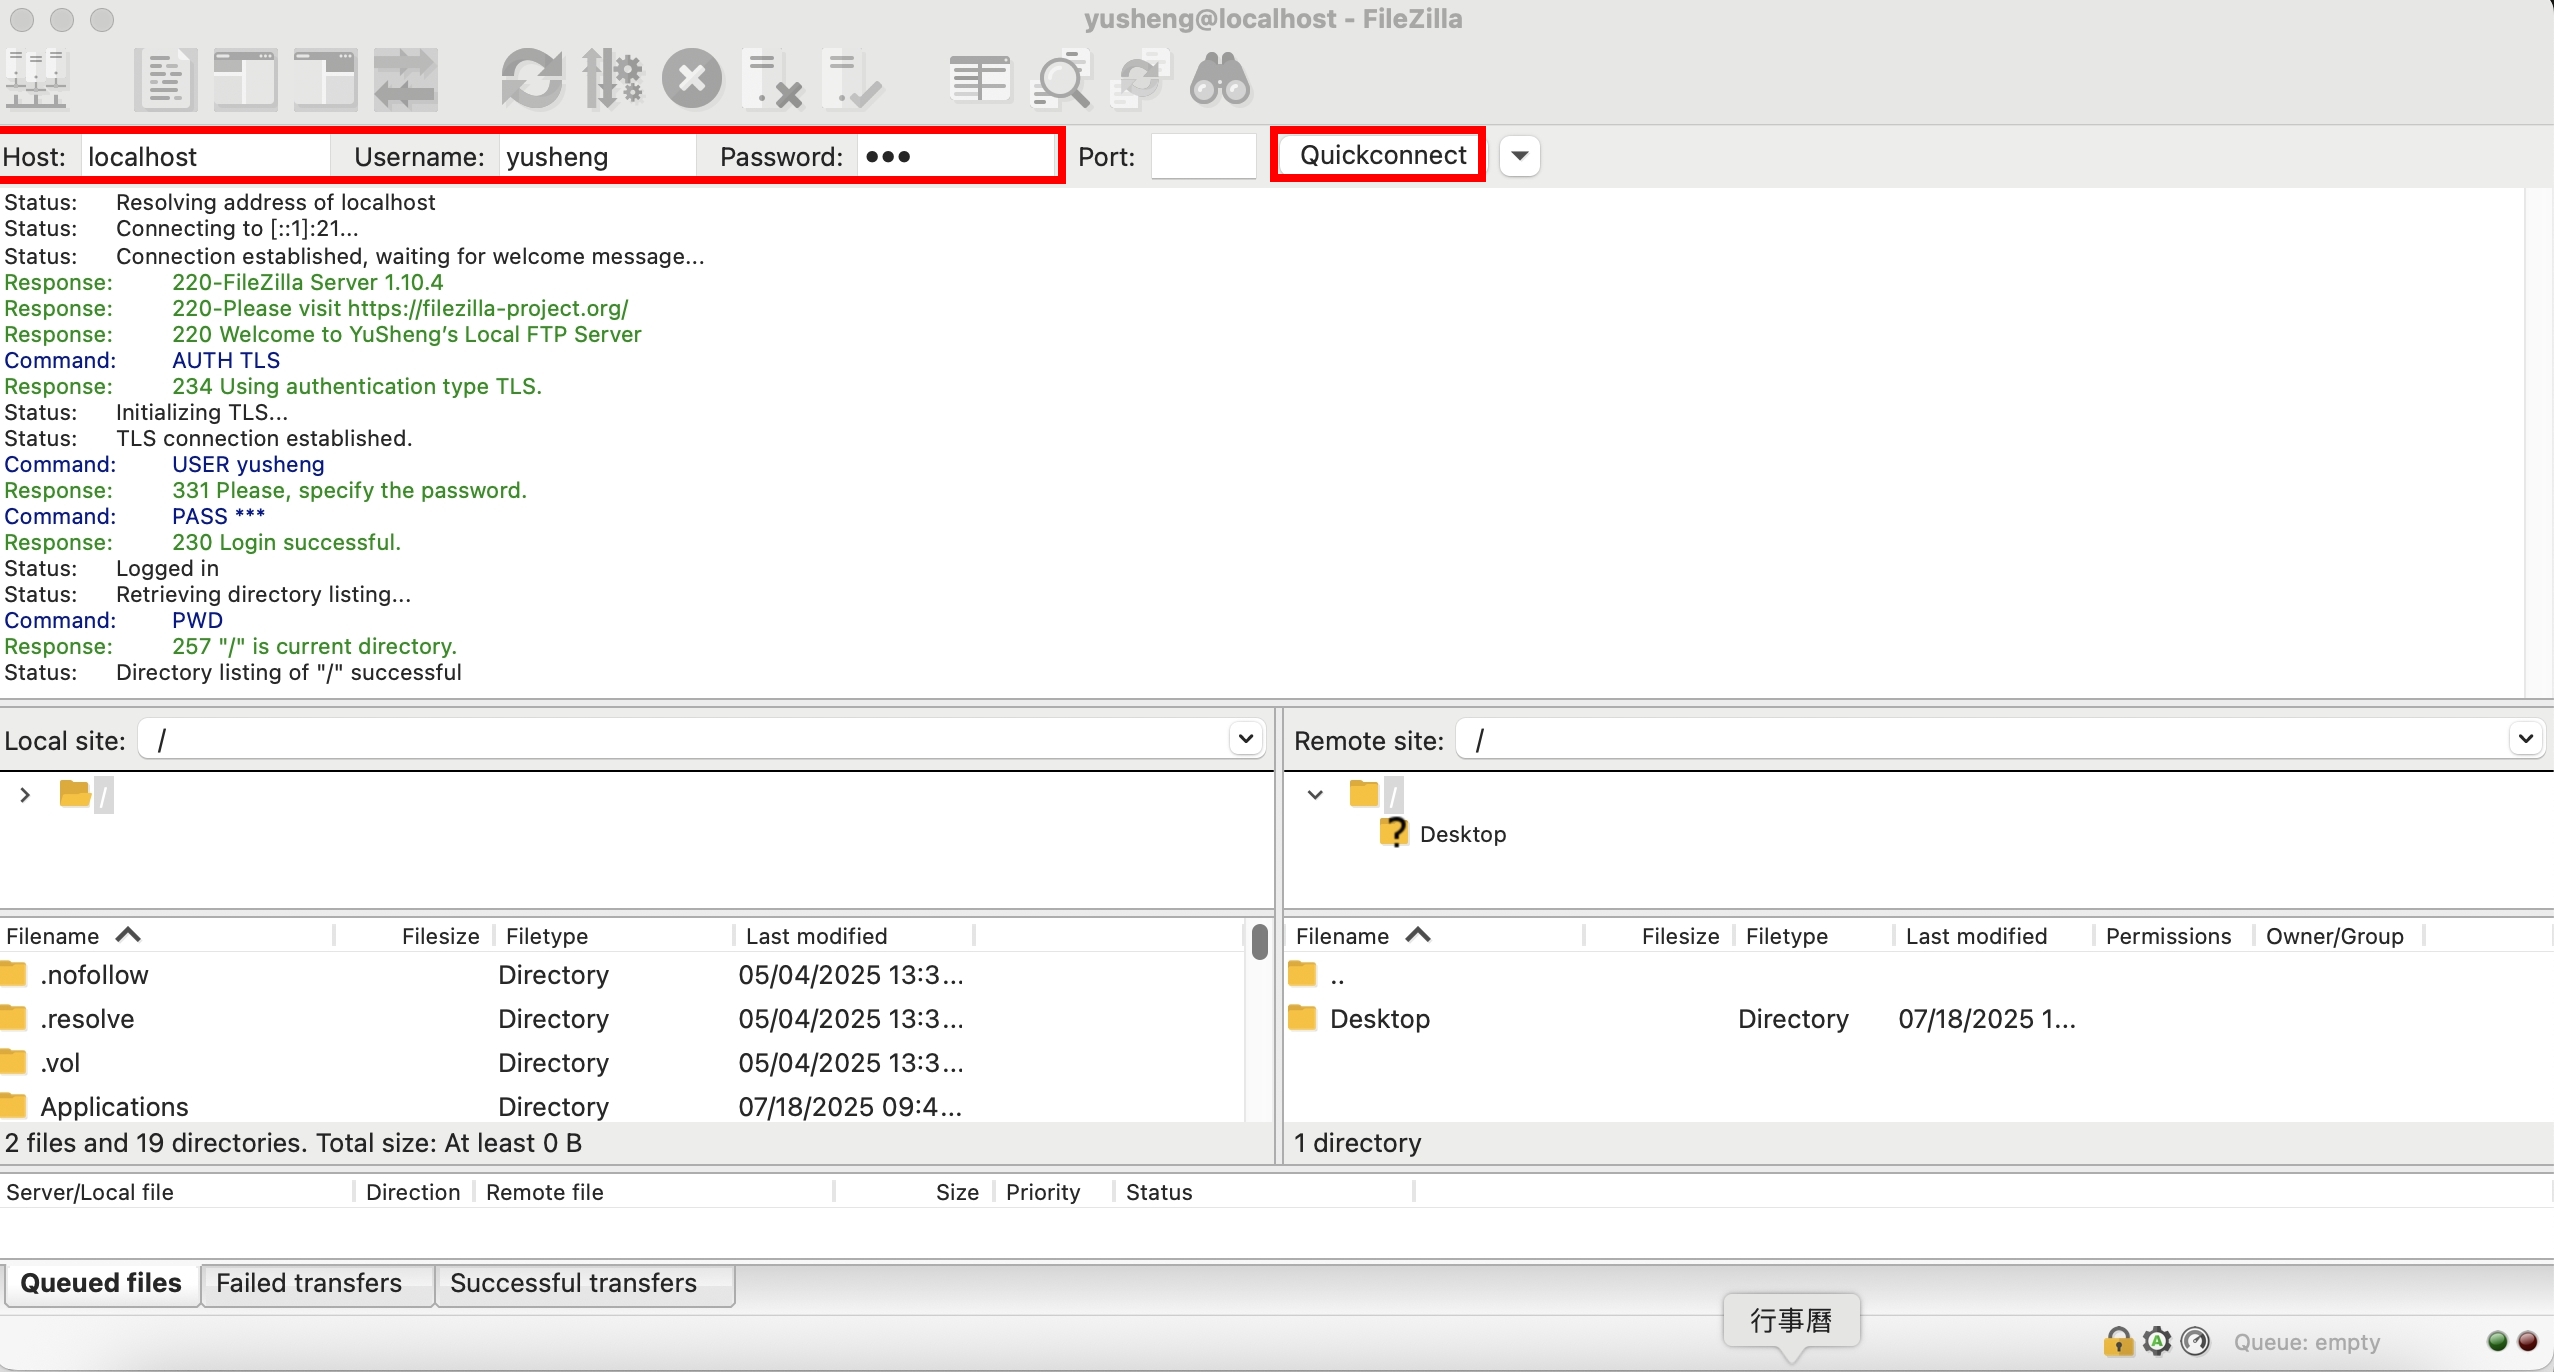 yusheng@localhost - FileZilla
Host: localhost Username: yusheng Password: ●●● Port: Quickconnect
Status: Resolving address of localhost
Status: Connecting to [::1]:21...
Status: Connection established, waiting for welcome message...
Response: 220-FileZilla Server 1.10.4
Response: 220-Please visit https://filezilla-project.org/
Response: 220 Welcome to YuSheng’s Local FTP Server
Command: AUTH TLS
Response: 234 Using authentication type TLS.
Status: Initializing TLS...
Status: TLS connection established.
Command: USER yusheng
Response: 331 Please, specify the password.
Command: PASS ***
Response: 230 Login successful.
Status: Logged in
Status: Retrieving directory listing...
Command: PWD
Response: 257 "/" is current directory.
Status: Directory listing of "/" successful
Local site: /
/
Filename Filesize Filetype Last modified
.nofollow Directory 05/04/2025 13:3...
.resolve Directory 05/04/2025 13:3...
.vol Directory 05/04/2025 13:3...
Applications Directory 07/18/2025 09:4...
2 files and 19 directories. Total size: At least 0 B
Remote site: /
/
Desktop
Filename Filesize Filetype Last modified Permissions Owner/Group
..
Desktop Directory 07/18/2025 1...
1 directory
Server/Local file Direction Remote file Size Priority Status
Queued files Failed transfers Successful transfers
行事曆
Queue: empty